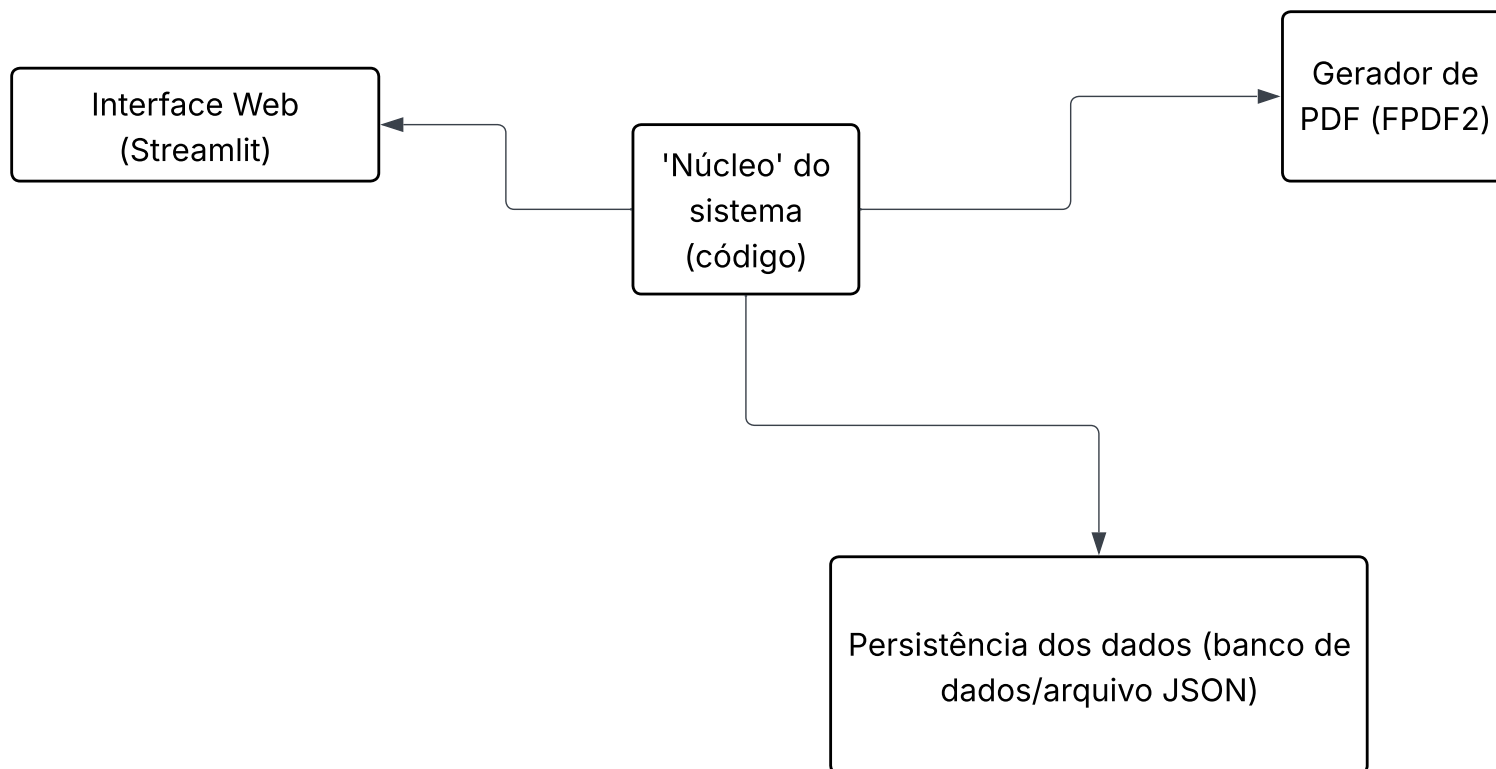 Interface Web
(Streamlit)
'Núcleo' do
sistema
(código)
Gerador de
PDF (FPDF2)
Persistência dos dados (banco de
dados/arquivo JSON)